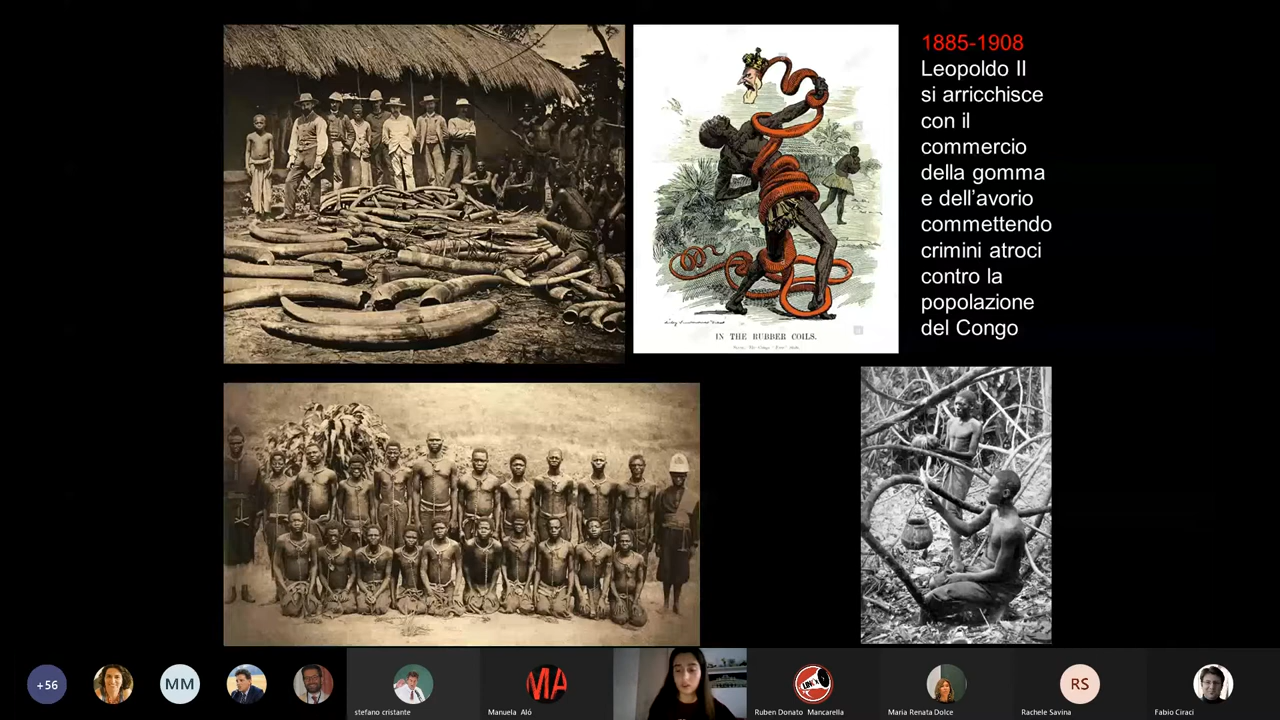 1885-1908
Leopoldo II
si arricchisce
con il
commercio
della gomma
e dell'avorio
commettendo
crimini atroci
contro la
popolazione
del Congo
IN THE RUBBER COILS.
+56
MM
stefano cristante
MA
Manuela Aló
Ruben Donato Mancarella
Maria Renata Dolce
RS
Rachele Savina
Fabio Ciracì